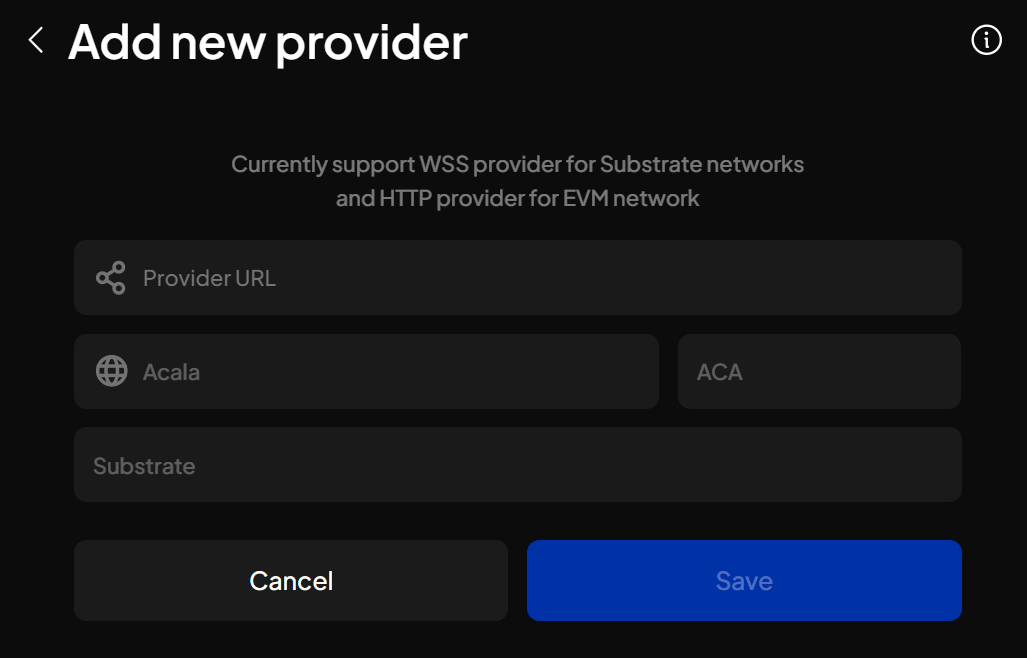 Add new provider
Currently support WSS provider for Substrate networks
and HTTP provider for EVM network
Provider URL
Acala
ACA
Substrate
Cancel
Save